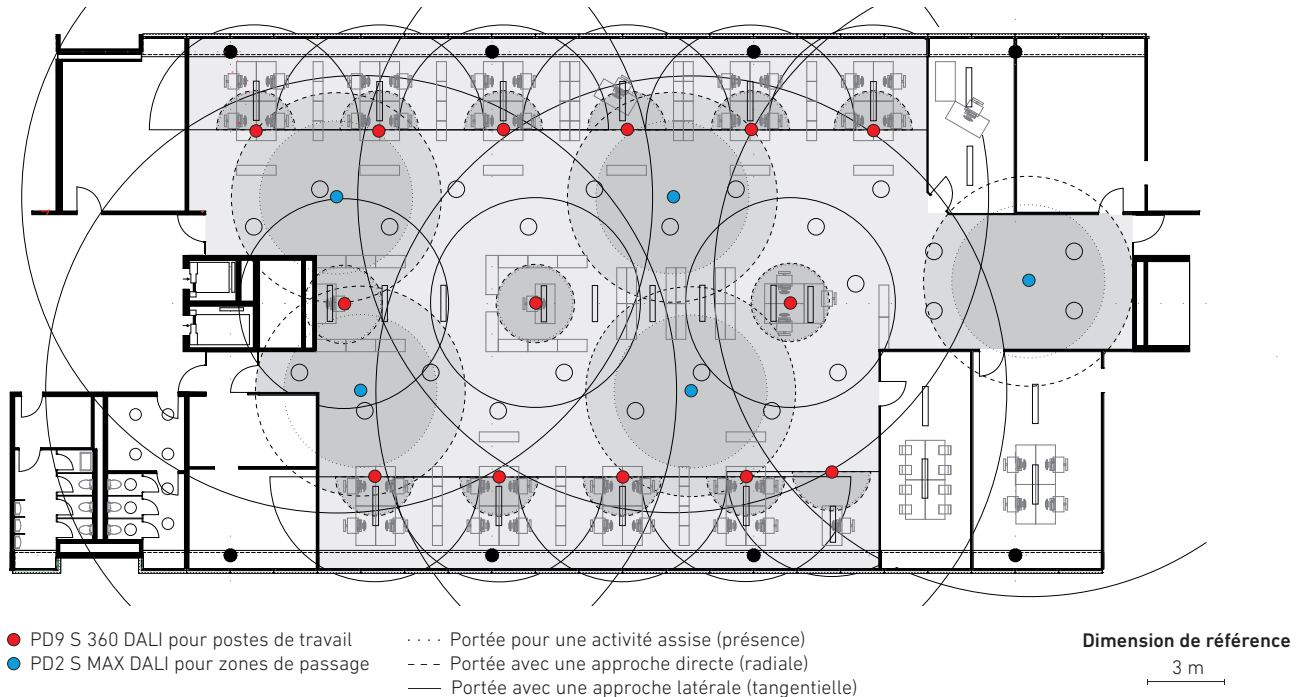 PD9 S 360 DALI pour postes de travail
PD2 S MAX DALI pour zones de passage
Portée pour une activité assise (présence)
Portée avec une approche directe (radiale)
Portée avec une approche latérale (tangentielle)
Dimension de référence
3 m